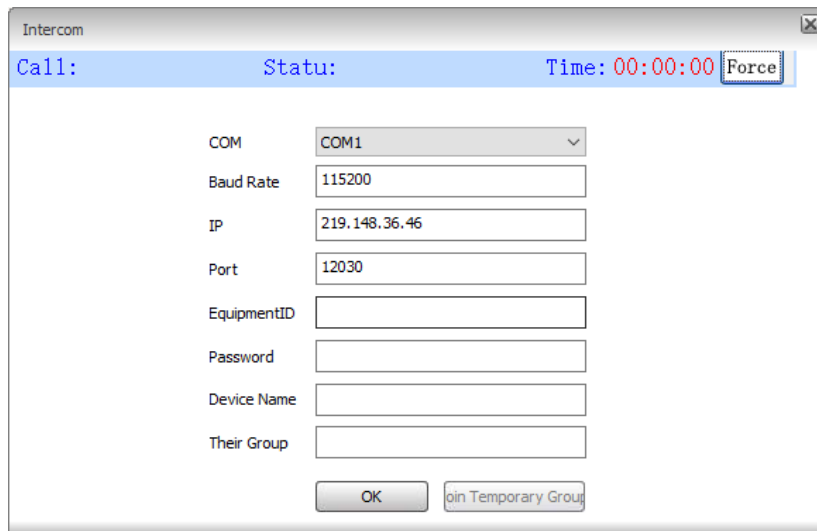 Intercom
Call: Statu: Time: 00:00:00 Force
COM COM1
Baud Rate 115200
IP 219.148.36.46
Port 12030
EquipmentID
Password
Device Name
Their Group
OK oin Temporary Group